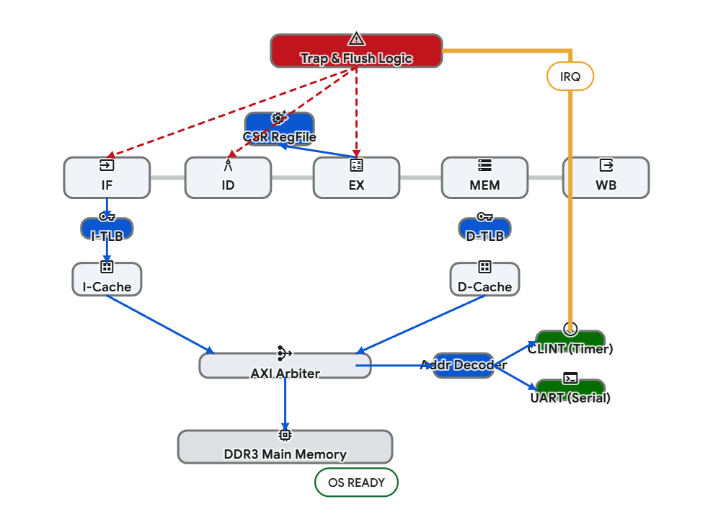 Trap & Flush Logic
IRQ
CSR RegFile
IF
ID
EX
MEM
WB
I-TLB
D-TLB
I-Cache
D-Cache
CLINT (Timer)
Addr Decoder
AXI Arbiter
UART (Serial)
DDR3 Main Memory
OS READY